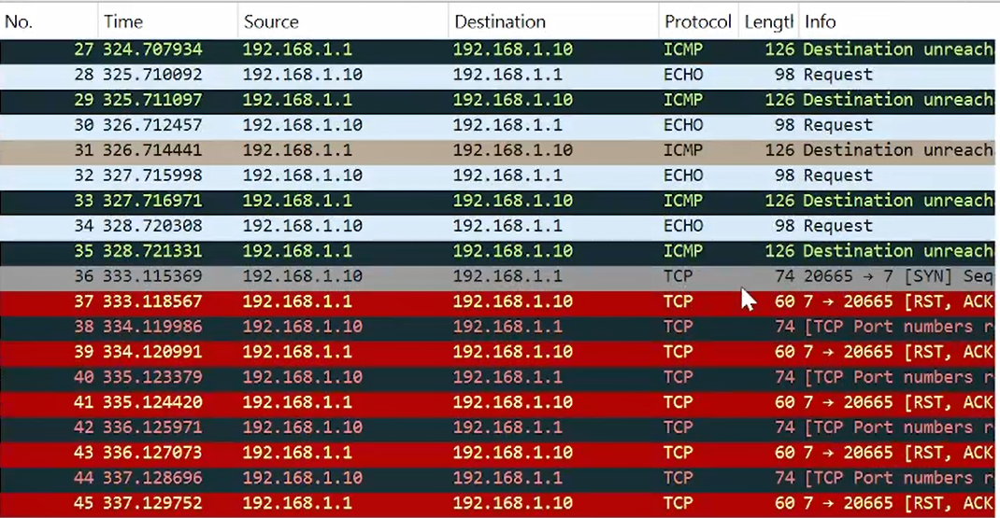 No. Time Source Destination Protocol Length Info
27 324.707934 192.168.1.1 192.168.1.10 ICMP 126 Destination unreach
28 325.710092 192.168.1.10 192.168.1.1 ECHO 98 Request
29 325.711097 192.168.1.1 192.168.1.10 ICMP 126 Destination unreach
30 326.712457 192.168.1.10 192.168.1.1 ECHO 98 Request
31 326.714441 192.168.1.1 192.168.1.10 ICMP 126 Destination unreach
32 327.715998 192.168.1.10 192.168.1.1 ECHO 98 Request
33 327.716971 192.168.1.1 192.168.1.10 ICMP 126 Destination unreach
34 328.720308 192.168.1.10 192.168.1.1 ECHO 98 Request
35 328.721331 192.168.1.1 192.168.1.10 ICMP 126 Destination unreach
36 333.115369 192.168.1.10 192.168.1.1 TCP 74 20665 → 7 [SYN] Seq
37 333.118567 192.168.1.1 192.168.1.10 TCP 60 7 → 20665 [RST, ACK
38 334.119986 192.168.1.10 192.168.1.1 TCP 74 [TCP Port numbers r
39 334.120991 192.168.1.1 192.168.1.10 TCP 60 7 → 20665 [RST, ACK
40 335.123379 192.168.1.10 192.168.1.1 TCP 74 [TCP Port numbers r
41 335.124420 192.168.1.1 192.168.1.10 TCP 60 7 → 20665 [RST, ACK
42 336.125971 192.168.1.10 192.168.1.1 TCP 74 [TCP Port numbers r
43 336.127073 192.168.1.1 192.168.1.10 TCP 60 7 → 20665 [RST, ACK
44 337.128696 192.168.1.10 192.168.1.1 TCP 74 [TCP Port numbers r
45 337.129752 192.168.1.1 192.168.1.10 TCP 60 7 → 20665 [RST, ACK